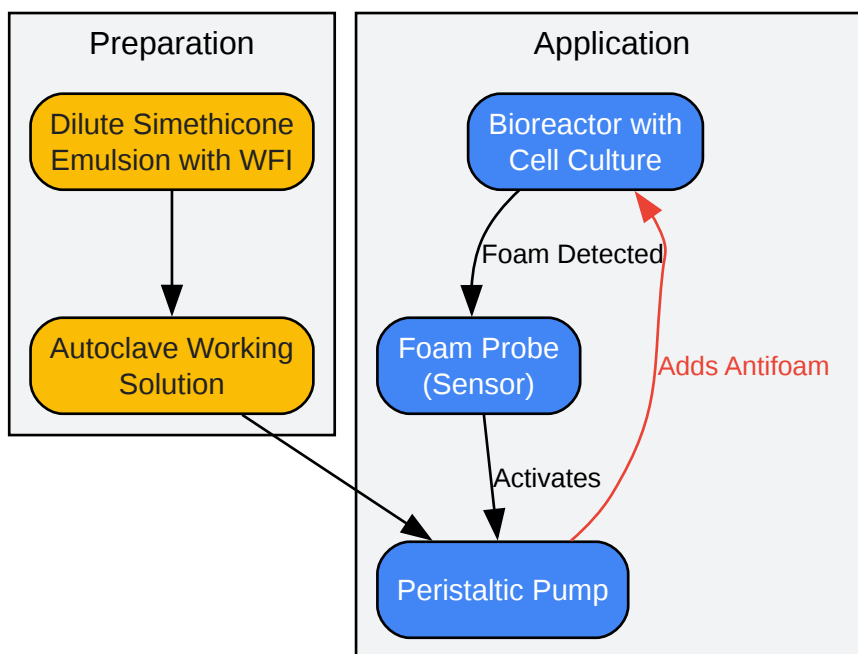 Preparation
Dilute Simethicone
Emulsion with WFI
Autoclave Working
Solution
Application
Bioreactor with
Cell Culture
Foam Detected
Foam Probe
(Sensor)
Adds Antifoam
Activates
Peristaltic Pump